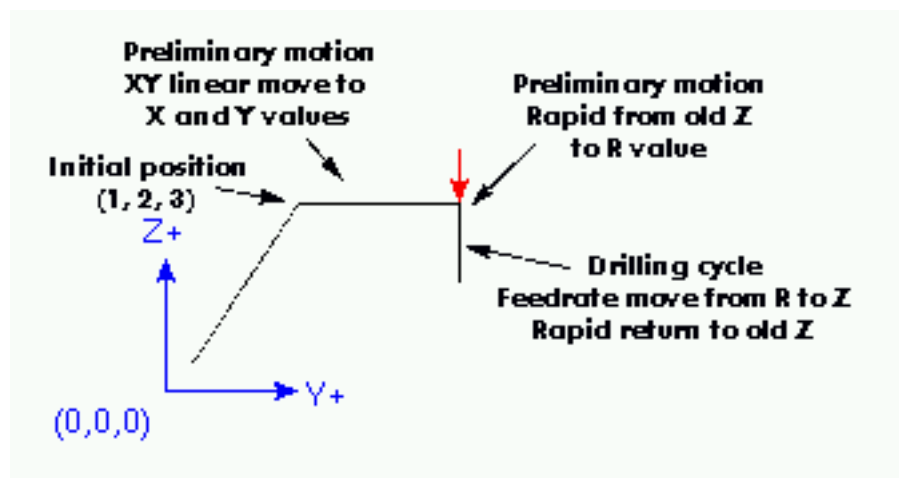 Preliminary motion
XY linear move to
X and Y values
Preliminary motion
Rapid from old Z
to R value
Initial position
(1, 2, 3)
Z+
Drilling cycle
Feedrate move from R to Z
Rapid return to old Z
Y+
(0,0,0)